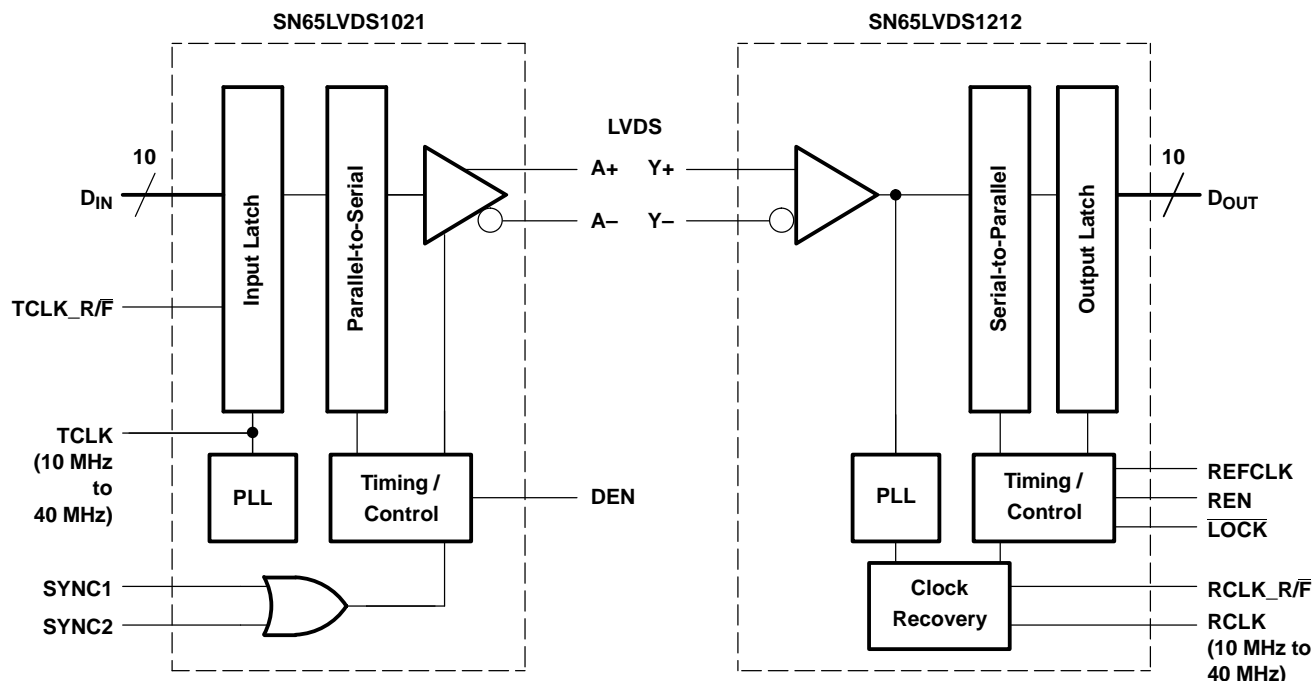 SN65LVDS1021
SN65LVDS1212
LVDS
10
DIN
A+
Y+
A–
Y–
10
DOUT
Input Latch
Parallel-to-Serial
Serial-to-Parallel
Output Latch
TCLK_R/F̅
TCLK
(10 MHz
to
40 MHz)
PLL
Timing /
Control
DEN
PLL
Timing /
Control
REFCLK
REN
L̅O̅C̅K̅
SYNC1
SYNC2
Clock
Recovery
RCLK_R/F̅
RCLK
(10 MHz to
40 MHz)